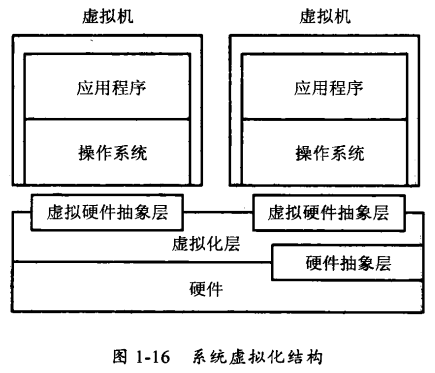 虚拟机 虚拟机
应用程序 应用程序
操作系统 操作系统
虚拟硬件抽象层 虚拟硬件抽象层
虚拟化层
硬件抽象层
硬件
图 1-16 系统虚拟化结构